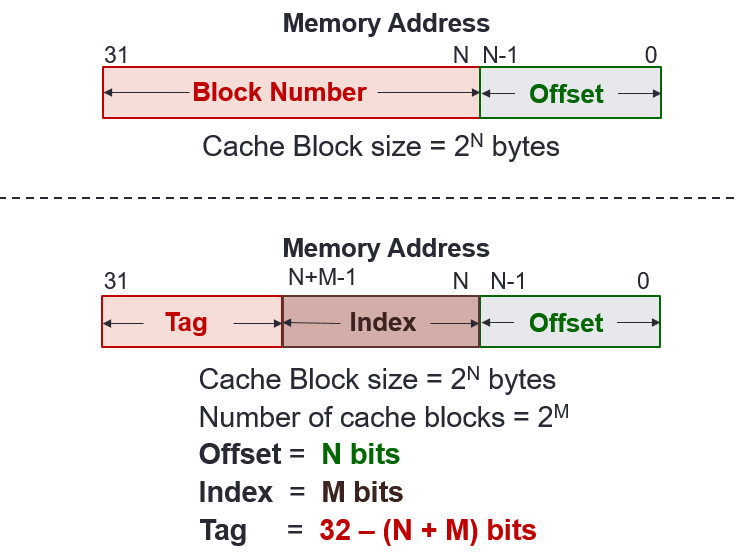 Memory Address
31 N N-1 0
Block Number Offset
Cache Block size = 2ᴺ bytes
Memory Address
31 N+M-1 N N-1 0
Tag Index Offset
Cache Block size = 2ᴺ bytes
Number of cache blocks = 2ᴹ
Offset = N bits
Index = M bits
Tag = 32 – (N + M) bits